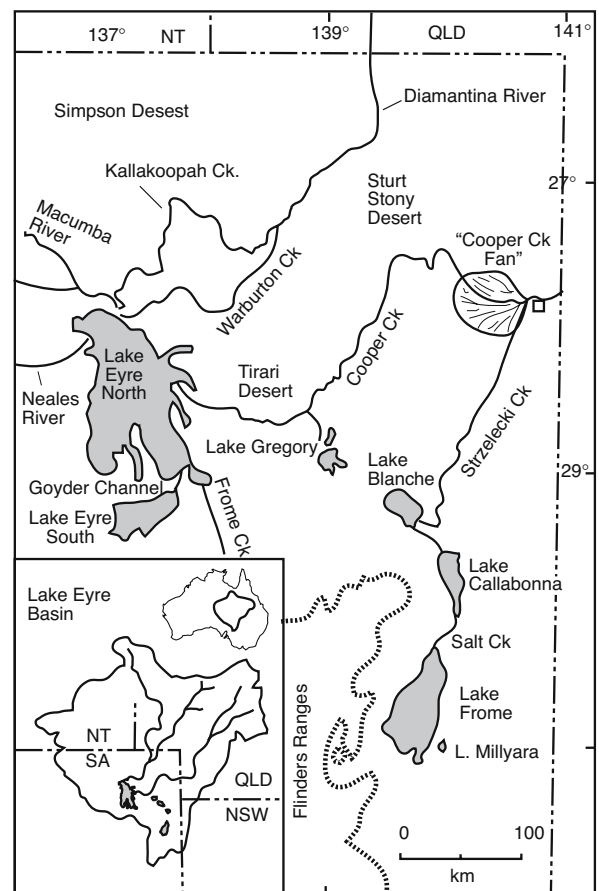 137°
NT
139°
QLD
141°
Simpson Desest
Diamantina River
Kallakoopah Ck.
27°
Sturt
Stony
Desert
Macumba
River
"Cooper Ck
Fan"
Warburton Ck
Cooper Ck
Lake
Eyre
North
Tirari
Desert
Neales
River
Strzelecki Ck
Lake Gregory
Lake
Blanche
29°
Goyder Channel
Frome Ck
Lake Eyre
South
Lake
Callabonna
Salt Ck
Lake
Frome
L. Millyara
Flinders Ranges
Lake Eyre
Basin
NT
SA
QLD
NSW
0
100
km